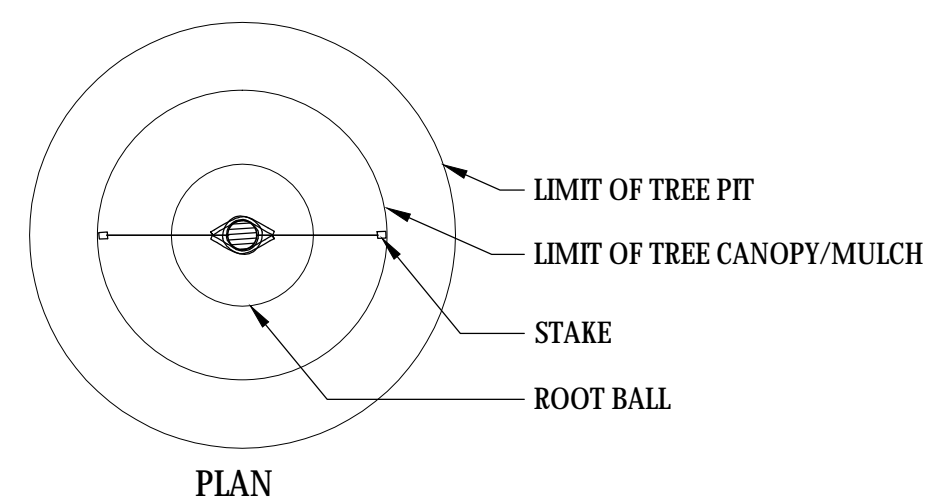 LIMIT OF TREE PIT
LIMIT OF TREE CANOPY/MULCH
STAKE
ROOT BALL
PLAN